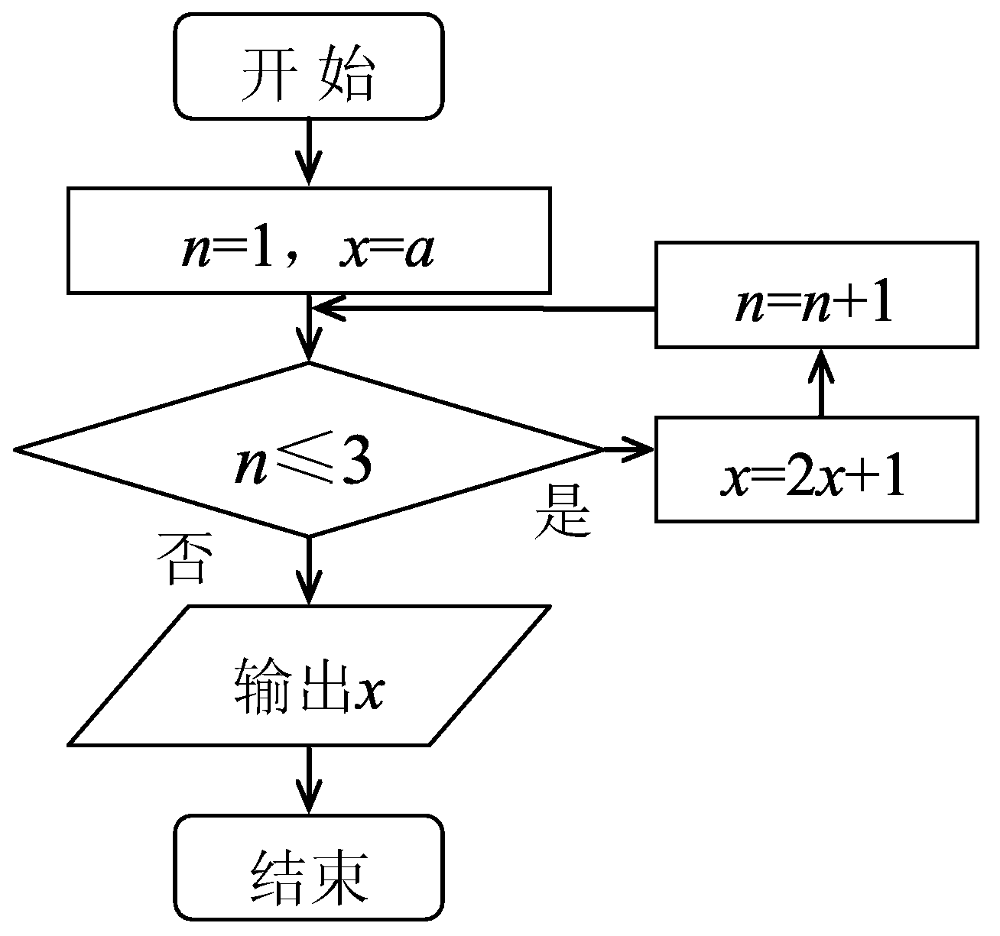 开 始
n=1，x=a
n=n+1
n≤3
x=2x+1
是
否
输出x
结束